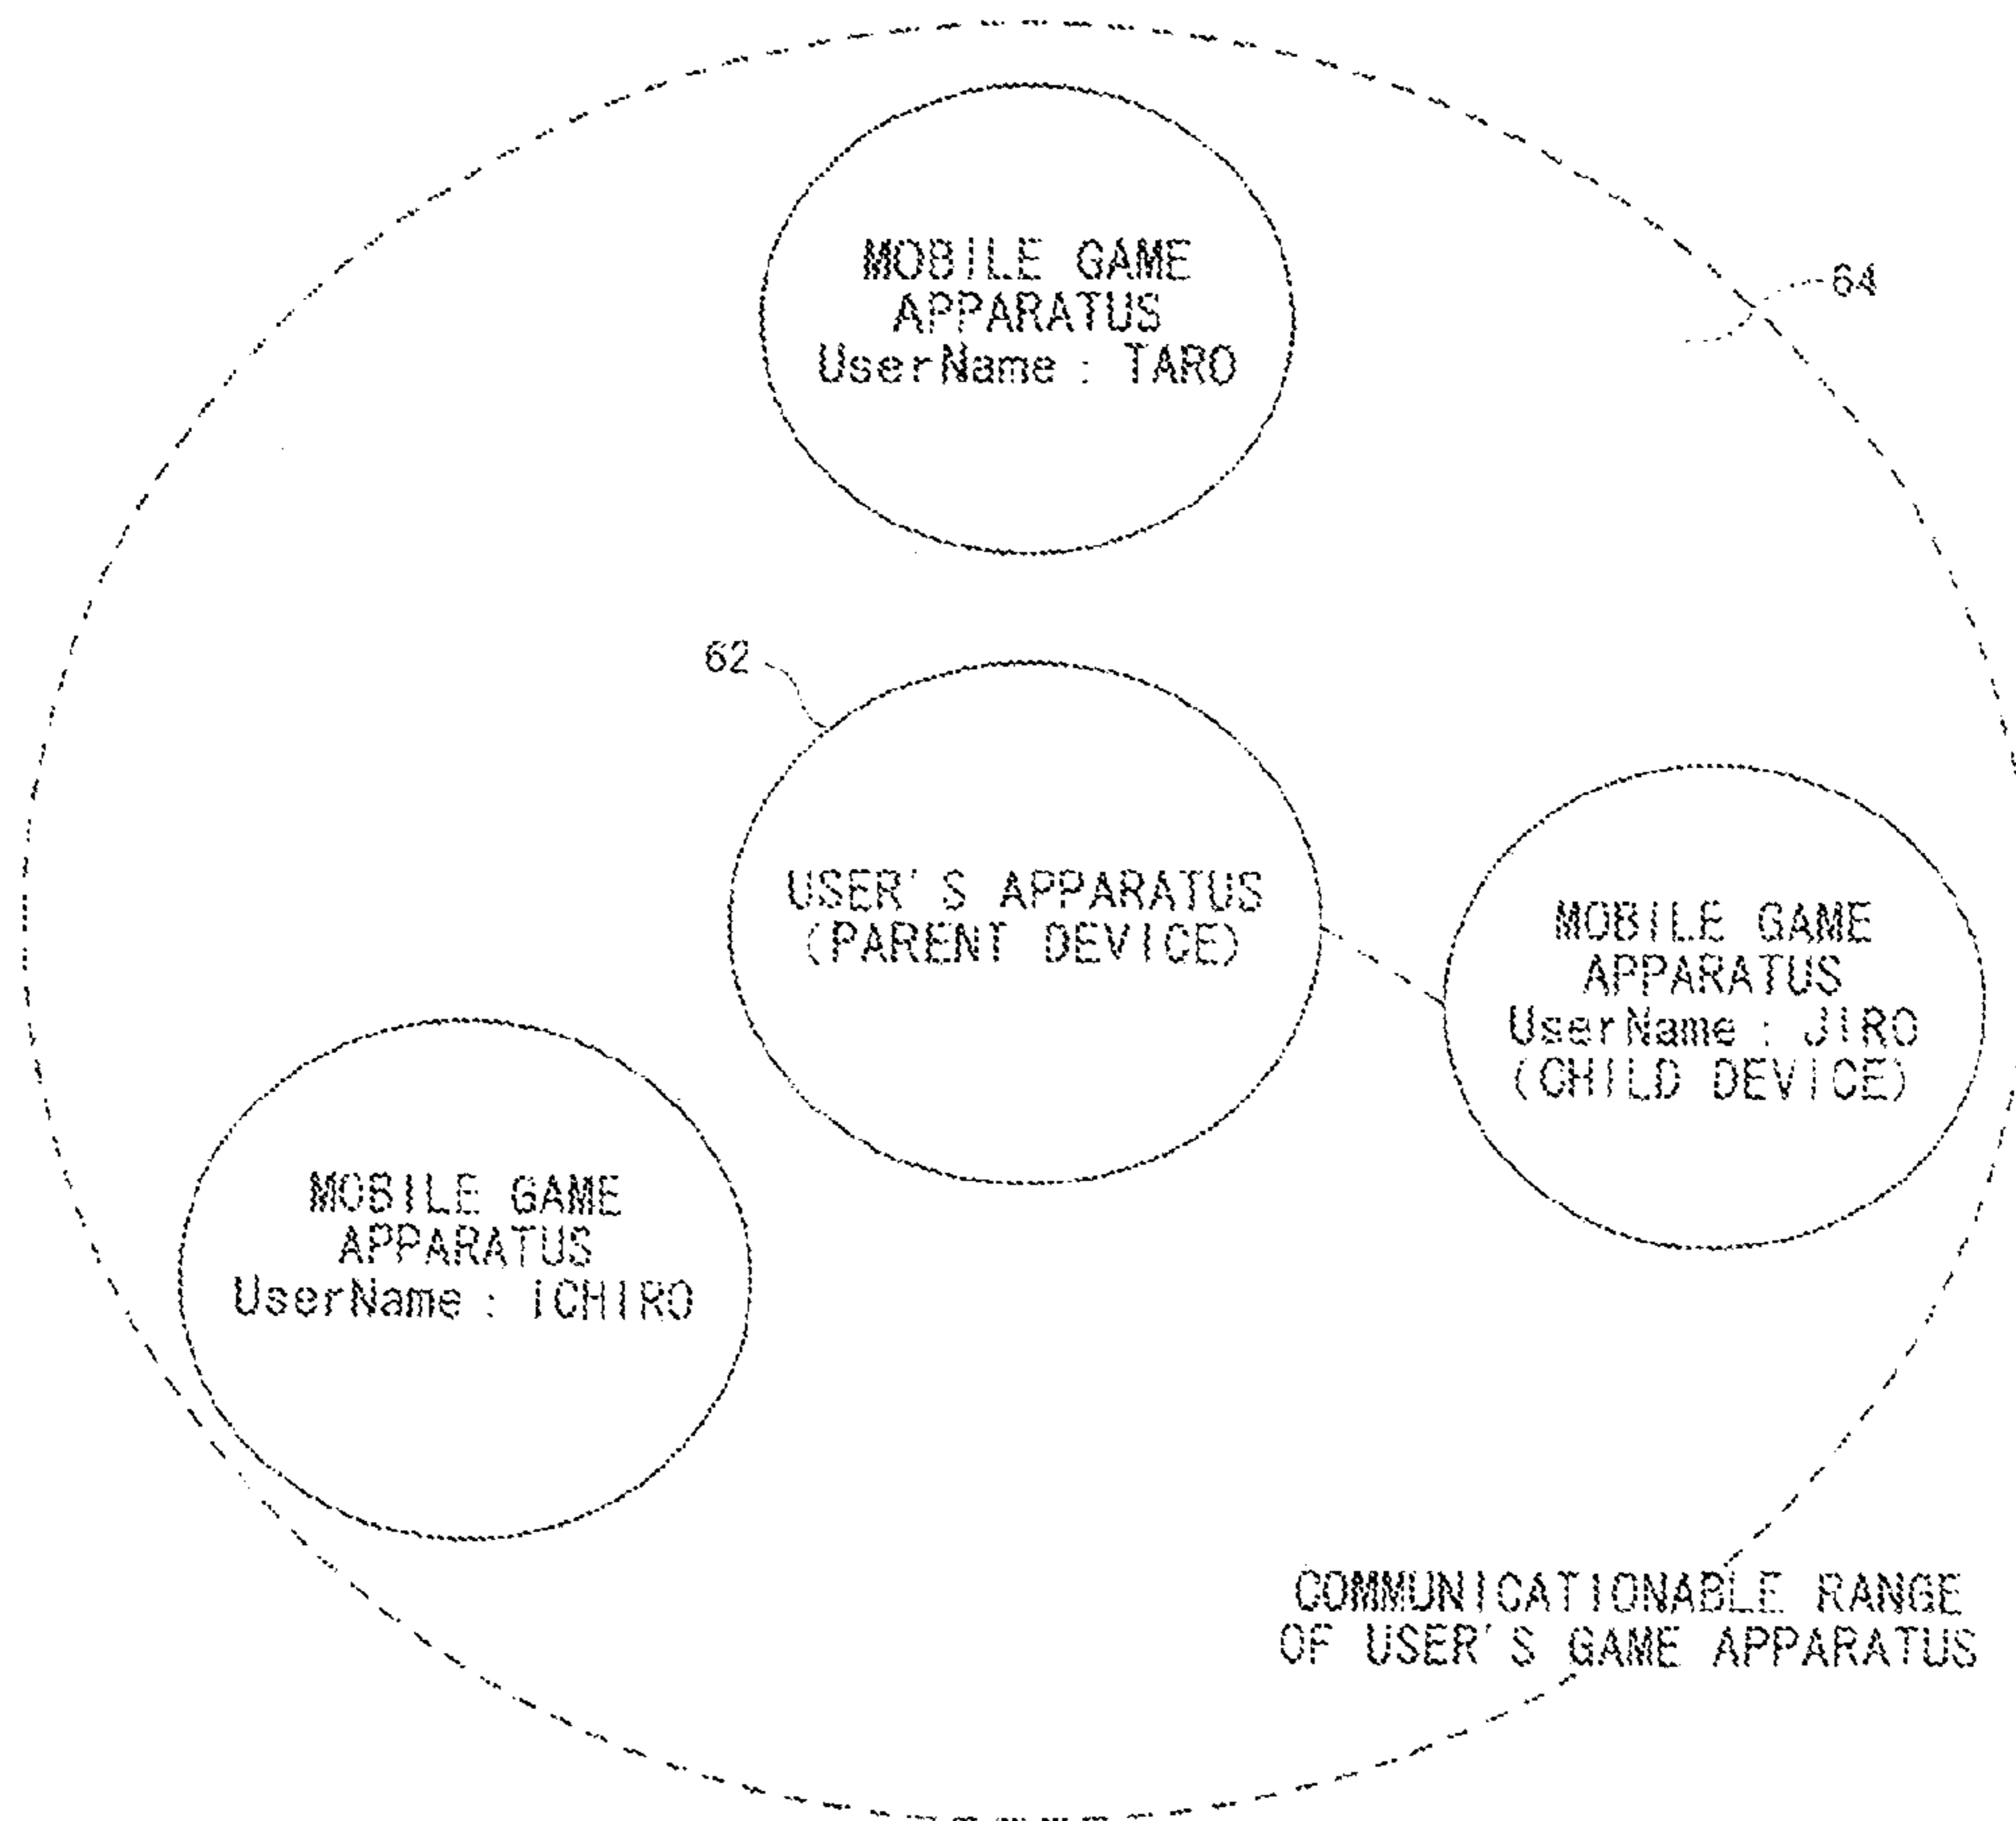 MOBILE GAME
APPARATUS
UserName : TARO
64
62
USER'S APPARATUS
(PARENT DEVICE)
MOBILE GAME
APPARATUS
UserName : JIRO
(CHILD DEVICE)
MOBILE GAME
APPARATUS
UserName : ICHIRO
COMMUNICATIONABLE RANGE
OF USER'S GAME APPARATUS